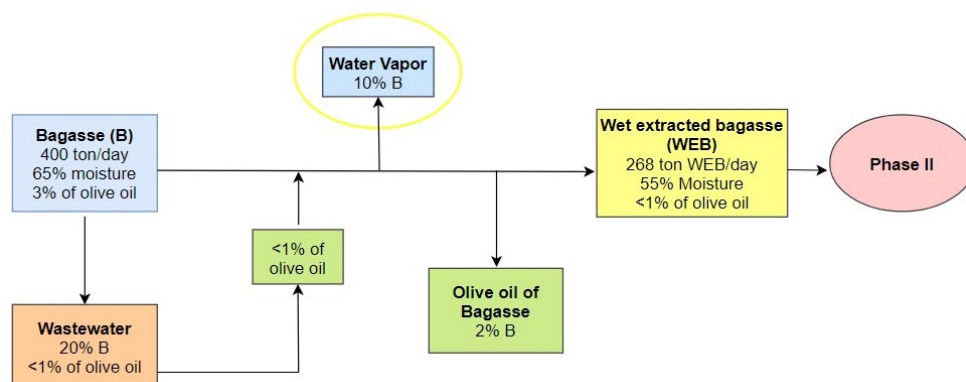 Water Vapor
10% B
Bagasse (B)
400 ton/day
65% moisture
3% of olive oil
Wet extracted bagasse
(WEB)
268 ton WEB/day
55% Moisture
<1% of olive oil
Phase II
<1% of
olive oil
Olive oil of
Bagasse
2% B
Wastewater
20% B
<1% of olive oil